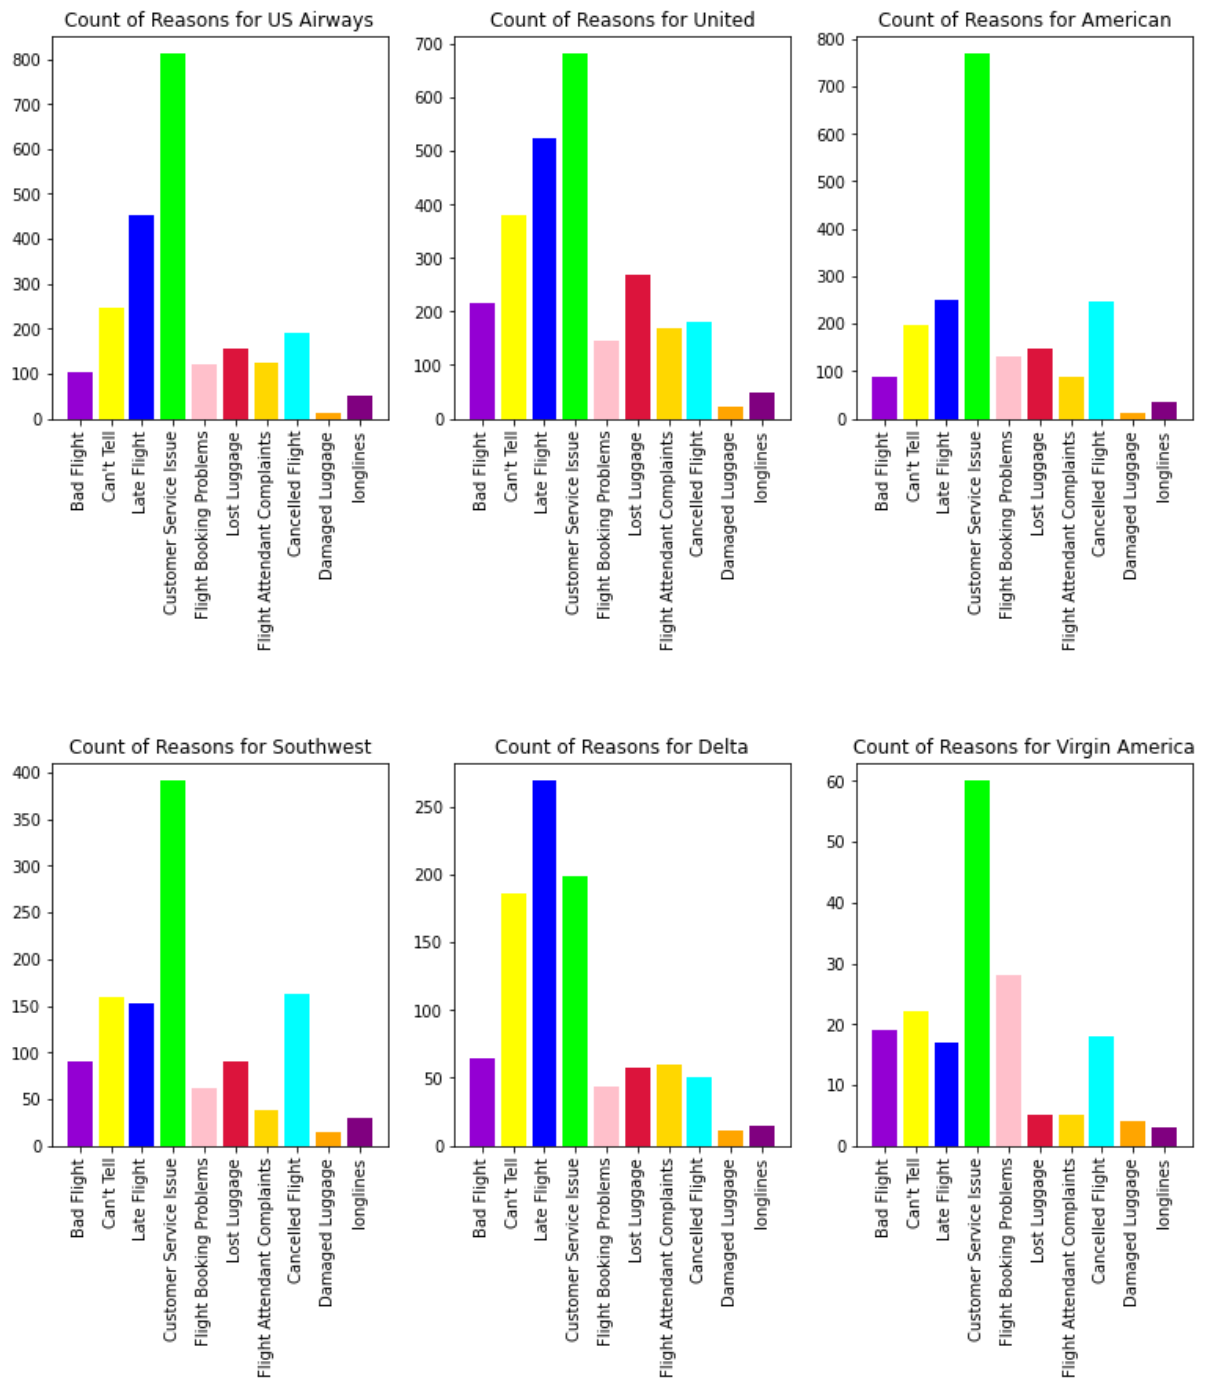 Count of Reasons for US Airways
800
700
600
500
400
300
200
100
0
Bad Flight
Can't Tell
Late Flight
Customer Service Issue
Flight Booking Problems
Lost Luggage
Flight Attendant Complaints
Cancelled Flight
Damaged Luggage
longlines
Count of Reasons for United
700
600
500
400
300
200
100
0
Bad Flight
Can't Tell
Late Flight
Customer Service Issue
Flight Booking Problems
Lost Luggage
Flight Attendant Complaints
Cancelled Flight
Damaged Luggage
longlines
Count of Reasons for American
800
700
600
500
400
300
200
100
0
Bad Flight
Can't Tell
Late Flight
Customer Service Issue
Flight Booking Problems
Lost Luggage
Flight Attendant Complaints
Cancelled Flight
Damaged Luggage
longlines
Count of Reasons for Southwest
400
350
300
250
200
150
100
50
0
Bad Flight
Can't Tell
Late Flight
Customer Service Issue
Flight Booking Problems
Lost Luggage
Flight Attendant Complaints
Cancelled Flight
Damaged Luggage
longlines
Count of Reasons for Delta
250
200
150
100
50
0
Bad Flight
Can't Tell
Late Flight
Customer Service Issue
Flight Booking Problems
Lost Luggage
Flight Attendant Complaints
Cancelled Flight
Damaged Luggage
longlines
Count of Reasons for Virgin America
60
50
40
30
20
10
0
Bad Flight
Can't Tell
Late Flight
Customer Service Issue
Flight Booking Problems
Lost Luggage
Flight Attendant Complaints
Cancelled Flight
Damaged Luggage
longlines